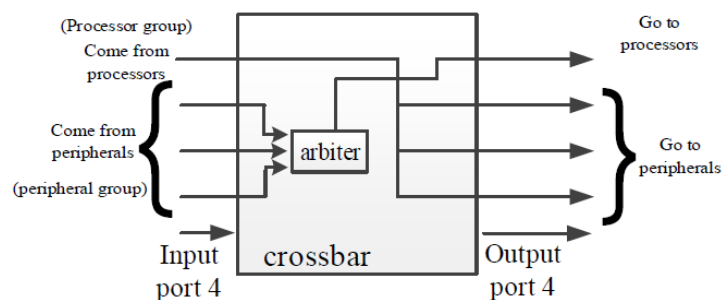 (Processor group)
Come from
processors
Come from
peripherals
(peripheral group)
Input
port 4
arbiter
crossbar
Go to
processors
Go to
peripherals
Output
port 4